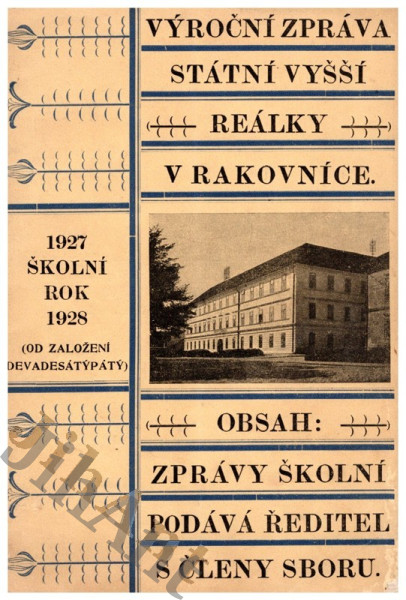 VÝROČNÍ ZPRÁVA
STÁTNÍ VYŠŠÍ
REÁLKY
V RAKOVNÍCE.
1927
ŠKOLNÍ
ROK
1928
(OD ZALOŽENÍ
DEVADESÁTÝPÁTÝ)
OBSAH:
ZPRÁVY ŠKOLNÍ
PODÁVÁ ŘEDITEL
S ČLENY SBORU.
JihAnt